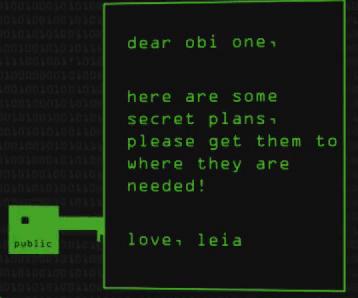 dear obi one,
here are some
secret plans,
please get them to
where they are
needed!
love, leia
public